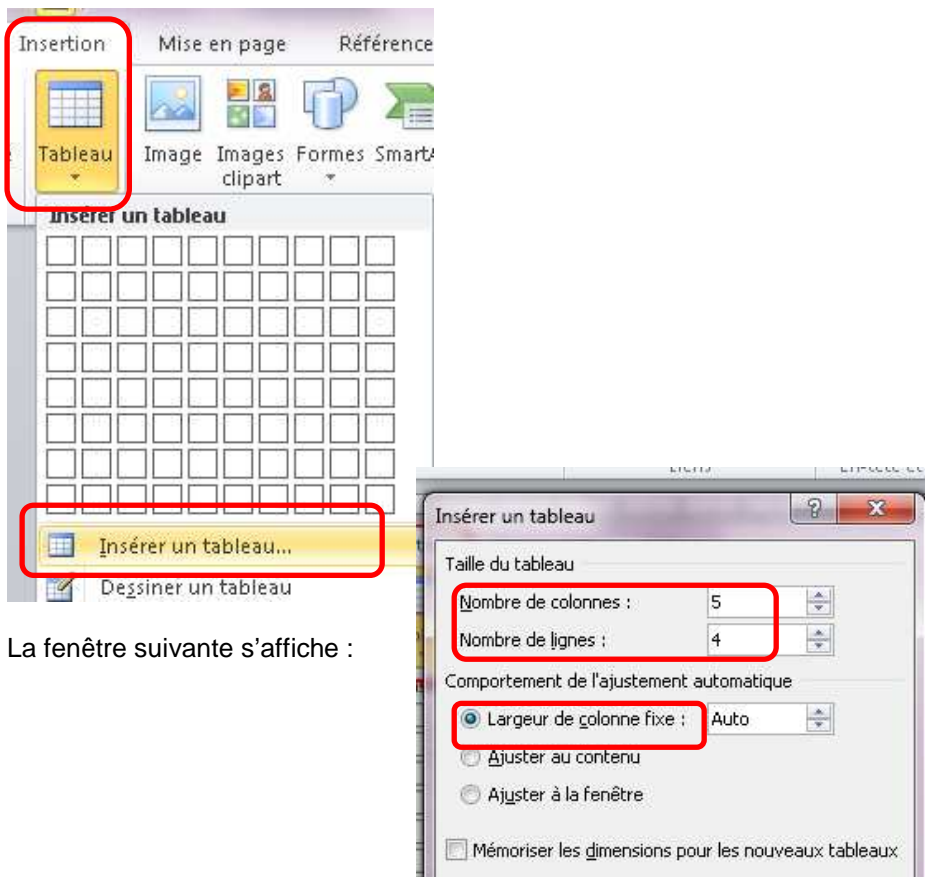 Insertion Mise en page Référence
Tableau Image Images clipart Formes SmartA
Insérer un tableau
Insérer un tableau...
Dessiner un tableau
La fenêtre suivante s’affiche :
Insérer un tableau
Taille du tableau
Nombre de colonnes : 5
Nombre de lignes : 4
Comportement de l'ajustement automatique
Largeur de colonne fixe : Auto
Ajuster au contenu
Ajuster à la fenêtre
Mémoriser les dimensions pour les nouveaux tableaux